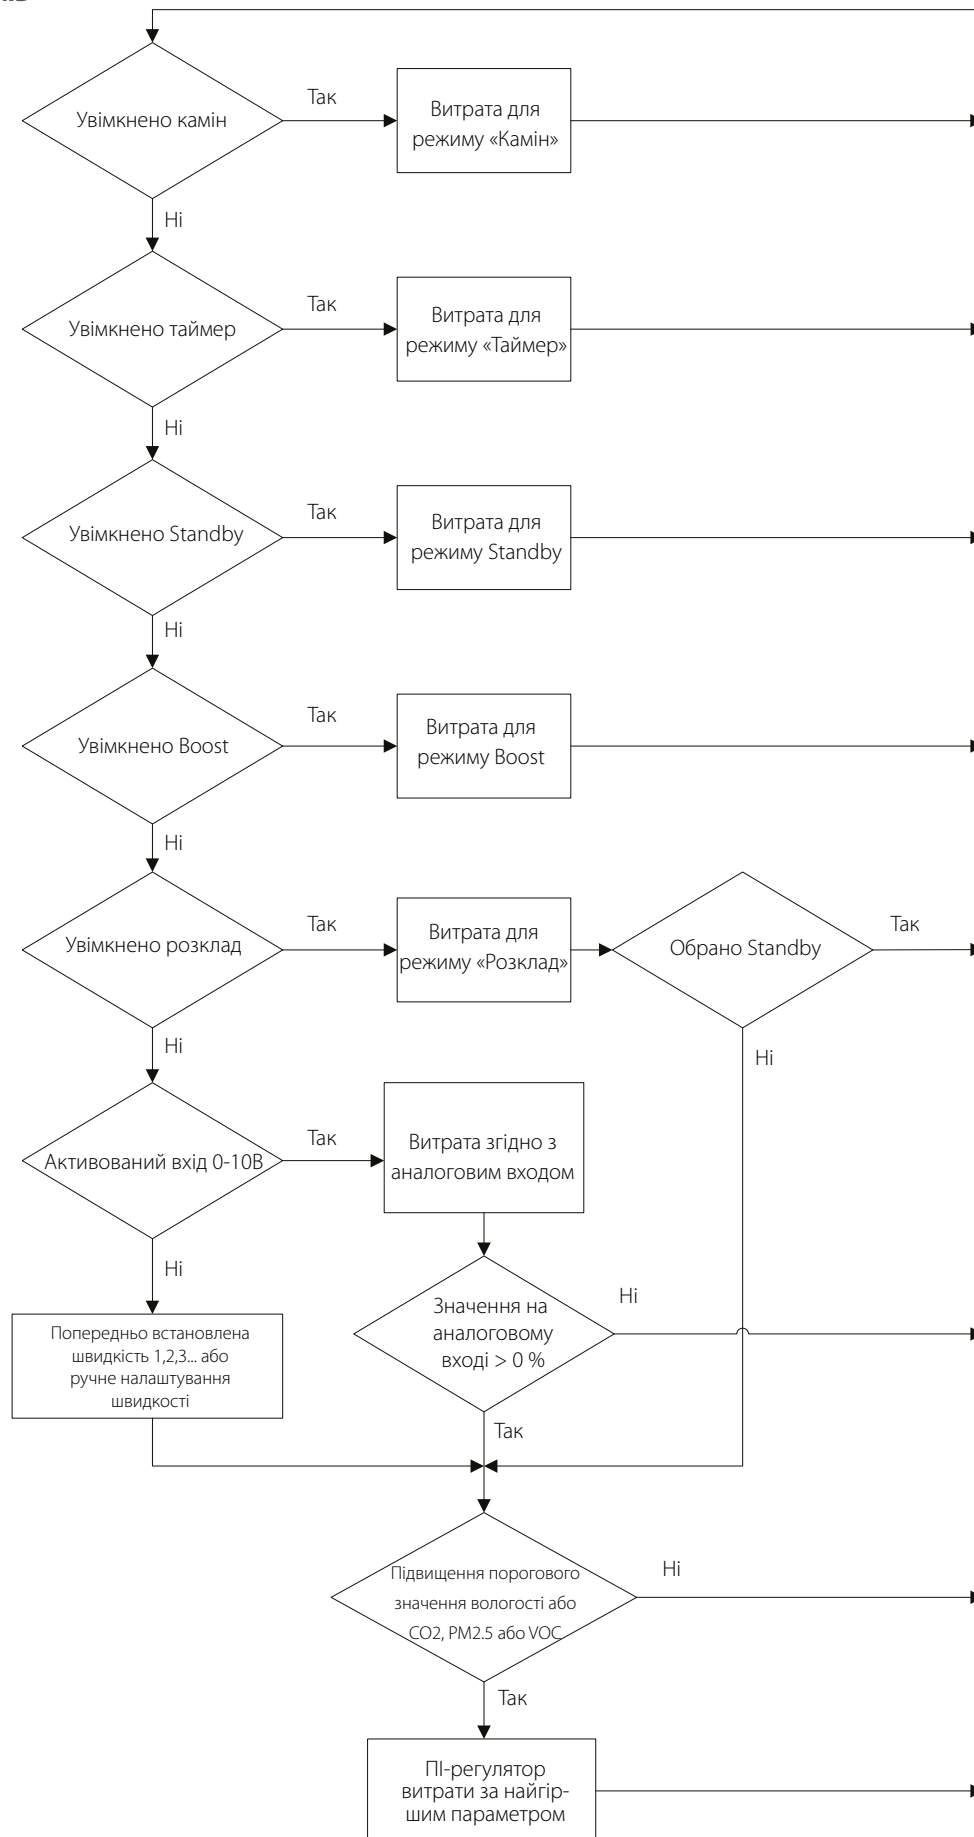 Увімкнено камін
Так
Витрата для
режиму «Камін»
Ні
Увімкнено таймер
Так
Витрата для
режиму «Таймер»
Ні
Увімкнено Standby
Так
Витрата для
режиму Standby
Ні
Увімкнено Boost
Так
Витрата для
режиму Boost
Ні
Увімкнено розклад
Так
Витрата для
режиму «Розклад»
Обрано Standby
Так
Ні
Ні
Активований вхід 0-10В
Так
Витрата згідно з
аналоговим входом
Ні
Значення на
аналоговому
вході > 0 %
Ні
Попередньо встановлена
швидкість 1,2,3... або
ручне налаштування
швидкості
Так
Підвищення порогового
значення вологості або
CO2, PM2.5 або VOC
Ні
Так
ПІ-регулятор
витрати за найгір-
шим параметром